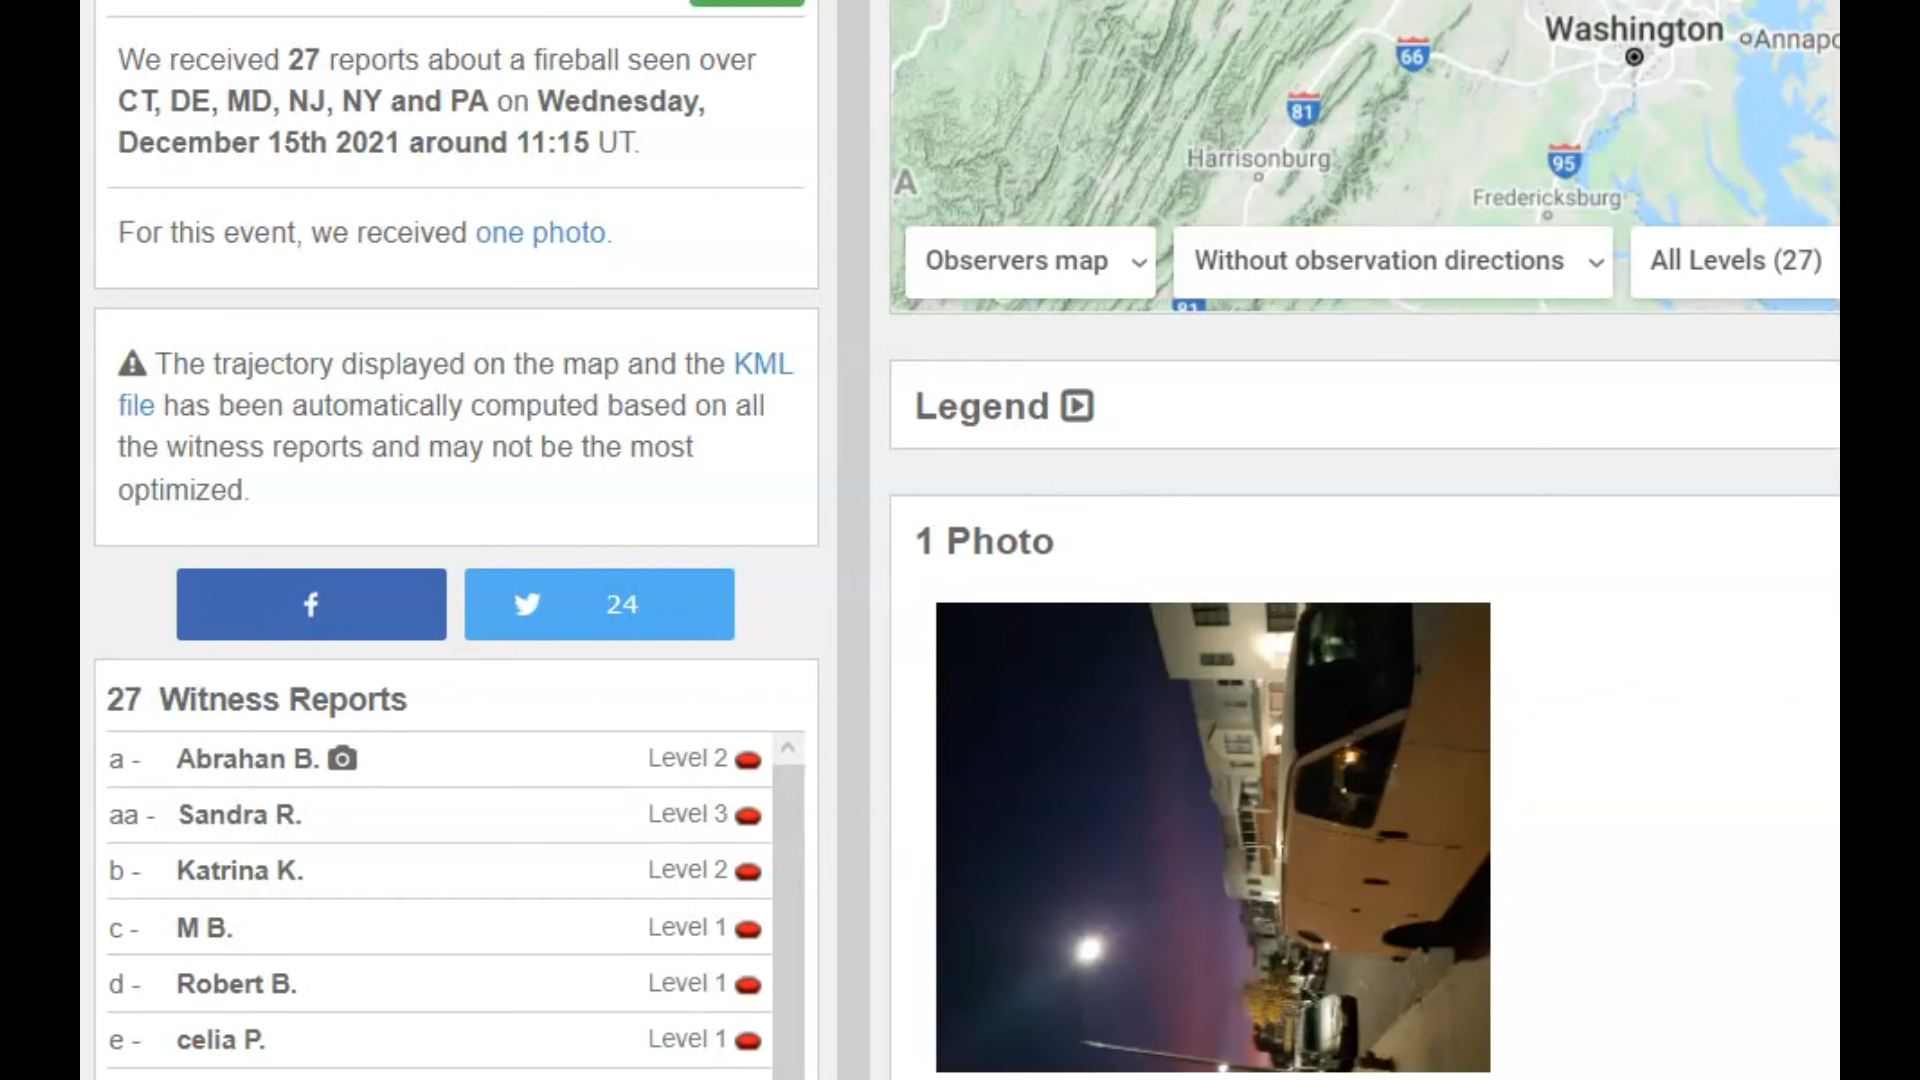 We received 27 reports about a fireball seen over
CT, DE, MD, NJ, NY and PA on Wednesday,
December 15th 2021 around 11:15 UT.
For this event, we received one photo.
The trajectory displayed on the map and the KML
file has been automatically computed based on all
the witness reports and may not be the most
optimized.
24
27 Witness Reports
a - Abrahan B. Level 2
aa - Sandra R. Level 3
b - Katrina K. Level 2
c - M B. Level 1
d - Robert B. Level 1
e - celia P. Level 1
Washington
Annapo
66
81
Harrisonburg
95
Fredericksburg
A
Observers map
Without observation directions
All Levels (27)
81
Legend
1 Photo